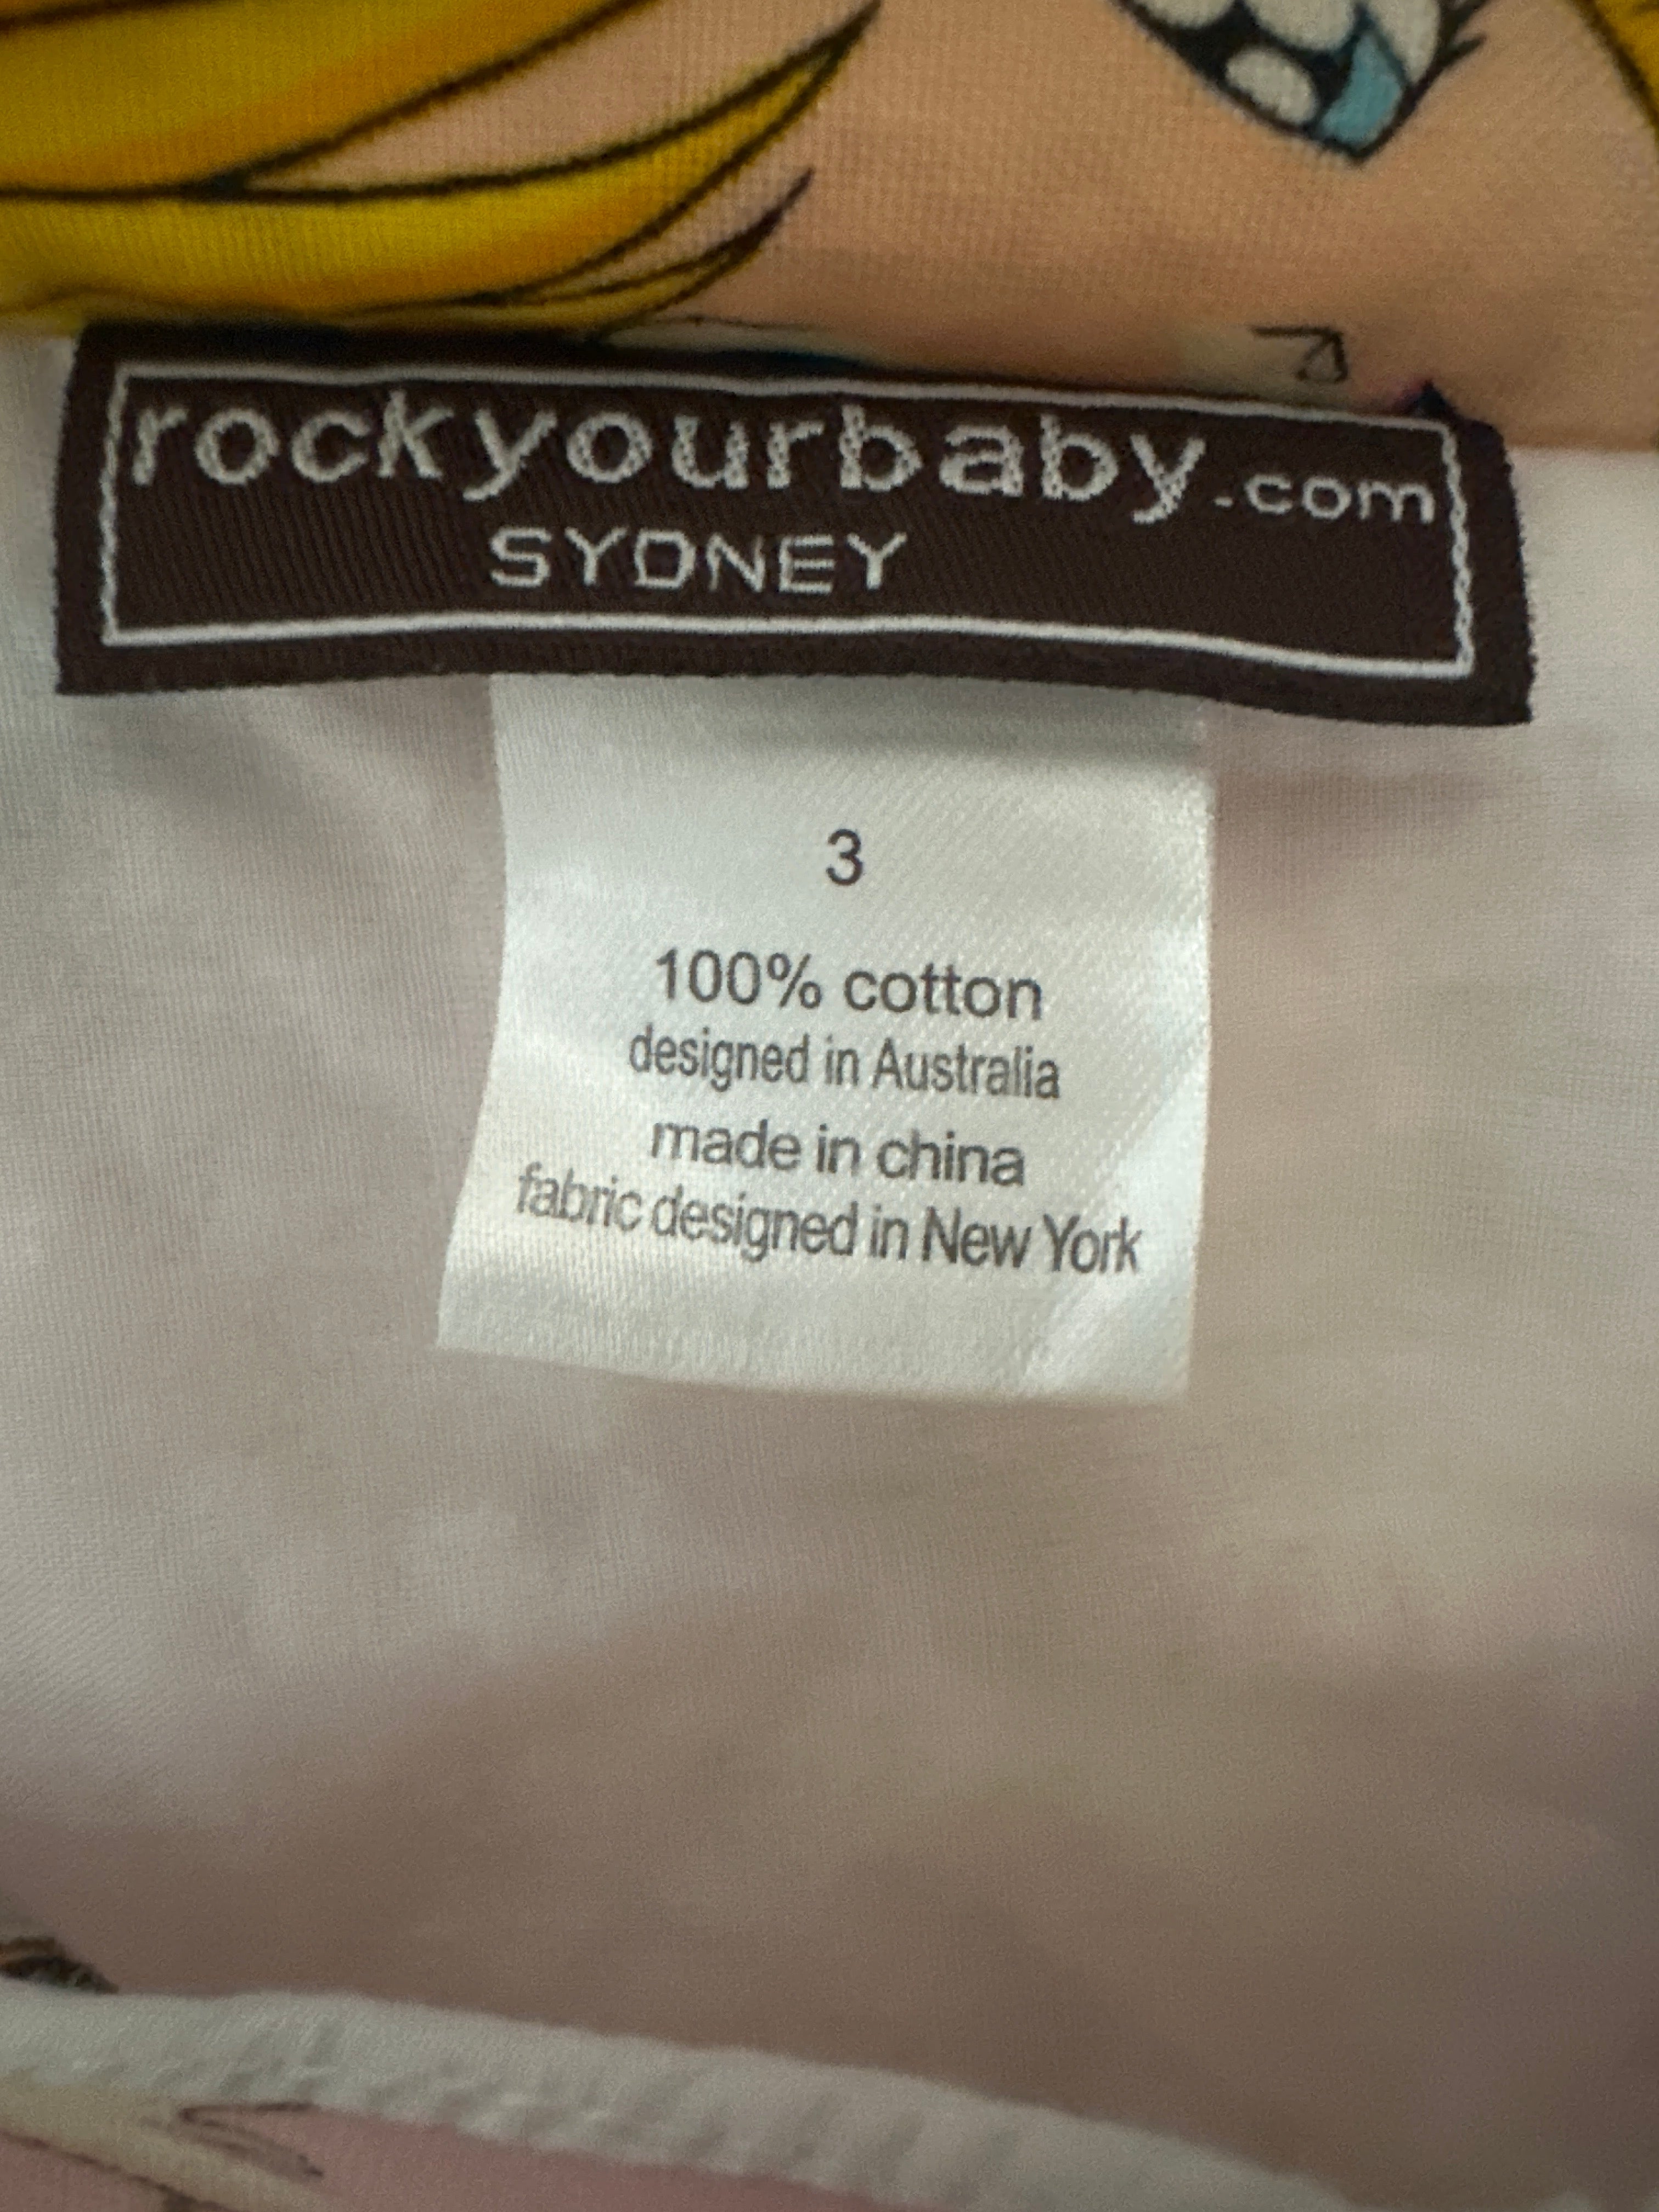 rockyourbaby.com
SYDNEY
3
100% cotton
designed in Australia
made in china
fabric designed in New York